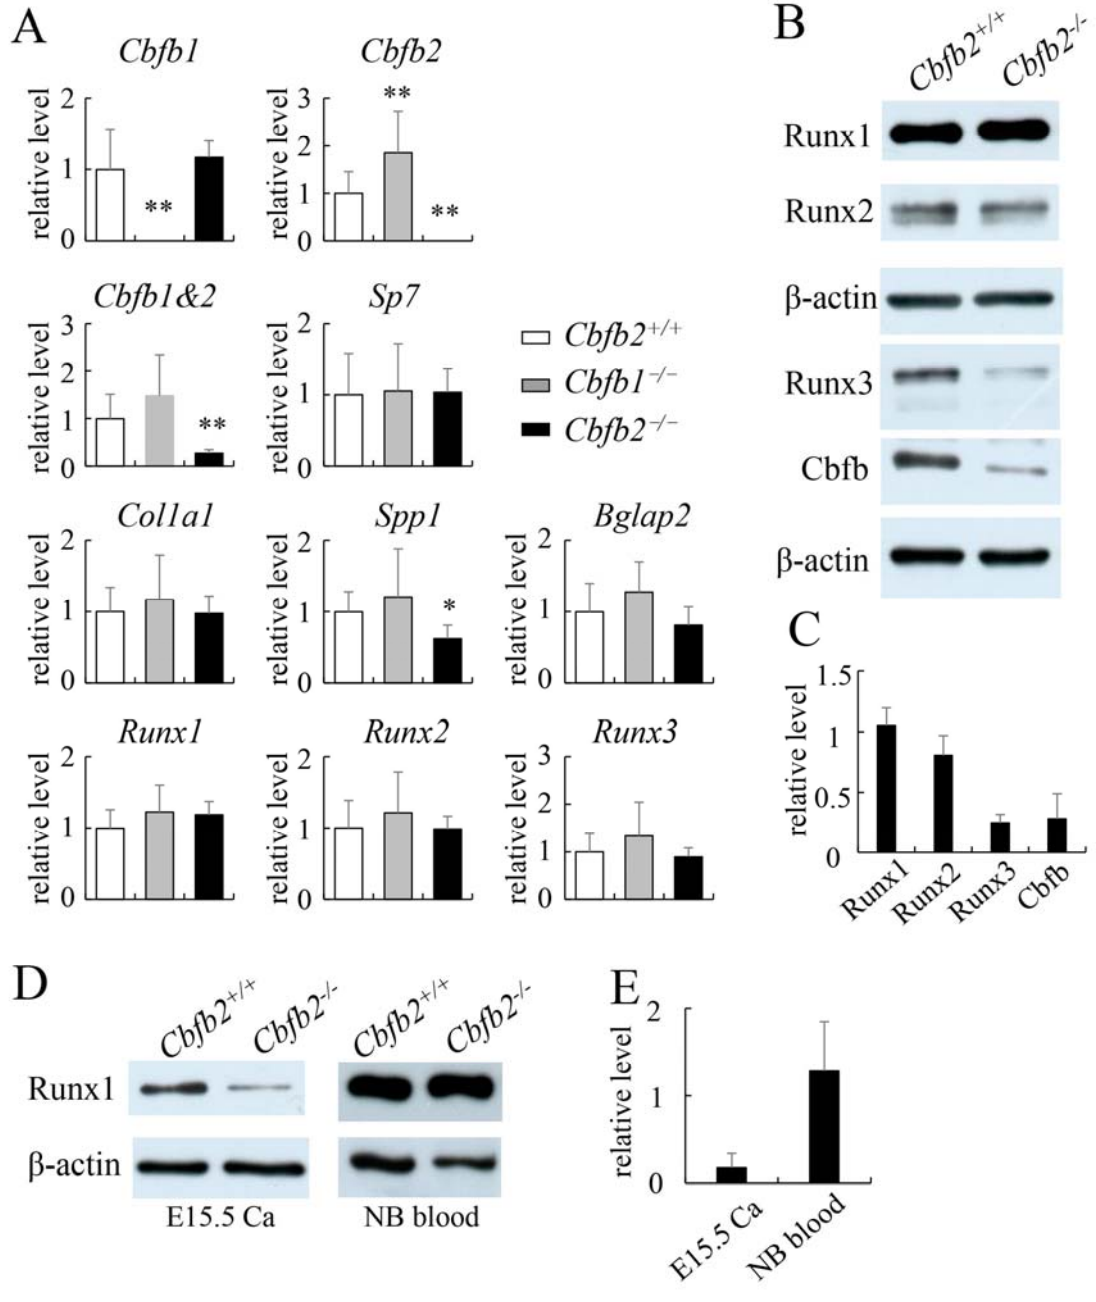 A
Cbfb1
relative level
2
1
0
**
Cbfb2
relative level
3
2
1
0
**
**
Cbfb1&2
relative level
3
2
1
0
**
Sp7
relative level
2
1
0
Cbfb2+/+
Cbfb1-/-
Cbfb2-/-
Col1a1
relative level
2
1
0
Spp1
relative level
2
1
0
*
Bglap2
relative level
2
1
0
Runx1
relative level
2
1
0
Runx2
relative level
2
1
0
Runx3
relative level
3
2
1
0
B
Cbfb2+/+
Cbfb2-/-
Runx1
Runx2
β-actin
Runx3
Cbfb
β-actin
C
relative level
1.5
1
0.5
0
Runx1
Runx2
Runx3
Cbfb
D
Cbfb2+/+
Cbfb2-/-
Cbfb2+/+
Cbfb2-/-
Runx1
β-actin
E15.5 Ca
NB blood
E
relative level
2
1
0
E15.5 Ca
NB blood